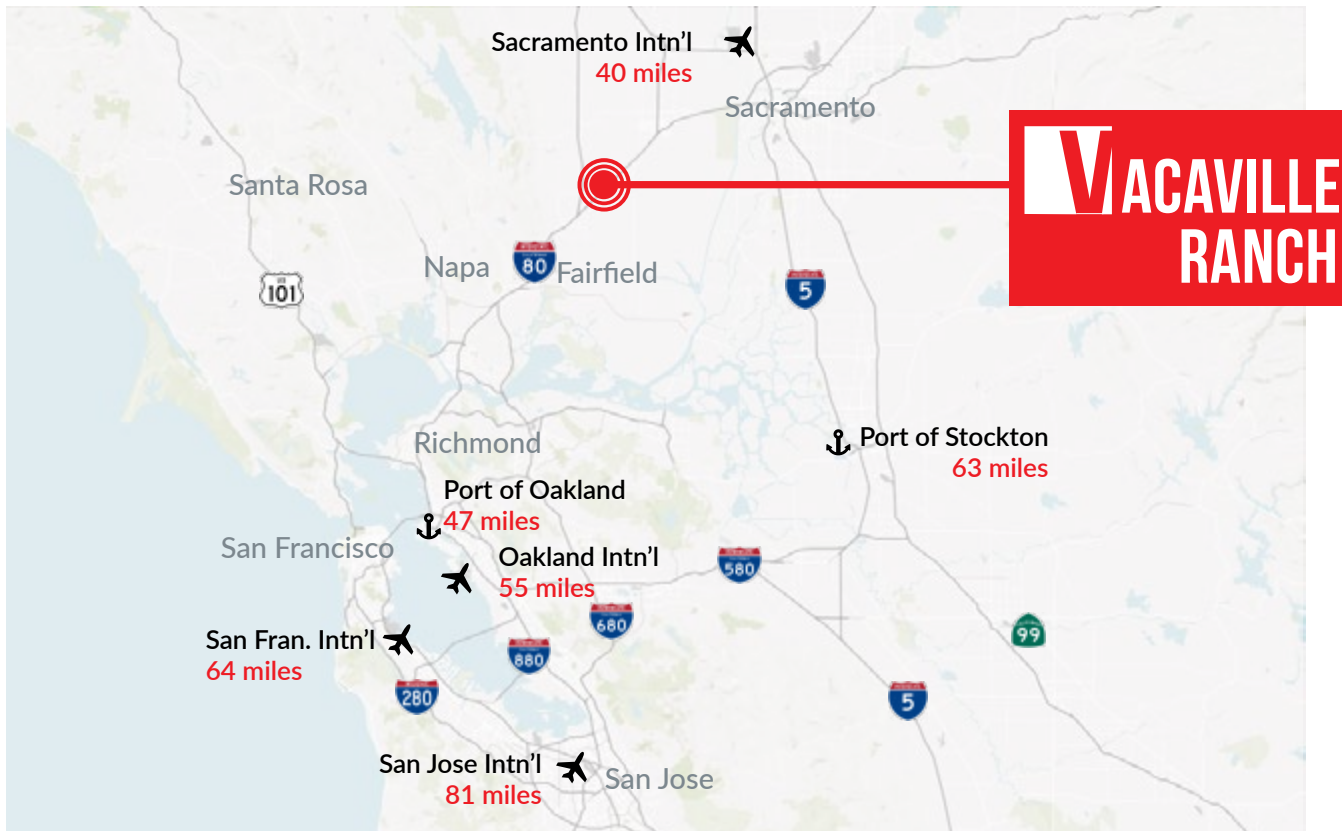 Sacramento Intn'l
40 miles
Sacramento
VACAVILLE
RANCH
Santa Rosa
Napa
80
Fairfield
101
5
Richmond
Port of Stockton
63 miles
Port of Oakland
47 miles
San Francisco
Oakland Intn'l
55 miles
580
San Fran. Intn'l
64 miles
680
99
880
280
5
San Jose Intn'l
81 miles
San Jose